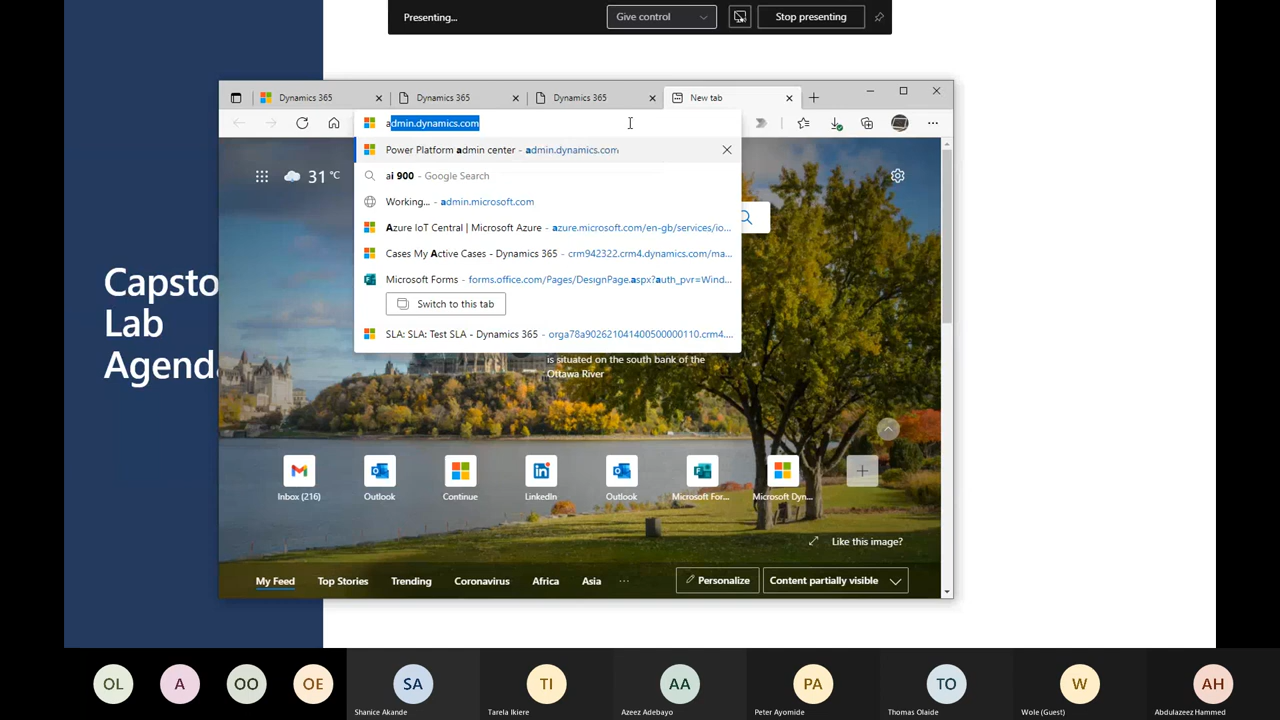 Presenting...
Give control
Stop presenting
Dynamics 365
Dynamics 365
Dynamics 365
New tab
admin.dynamics.com
Power Platform admin center - admin.dynamics.com
ai 900 - Google Search
Working... - admin.microsoft.com
Azure IoT Central | Microsoft Azure - azure.microsoft.com/en-gb/services/io...
Cases My Active Cases - Dynamics 365 - crm942322.crm4.dynamics.com/ma...
Microsoft Forms - forms.office.com/Pages/DesignPage.aspx?auth_pvr=Wind...
Switch to this tab
SLA: SLA: Test SLA - Dynamics 365 - orga78a90262104140050000110.crm4....
31 °C
is situated on the south bank of the
Ottawa River
Capsto
Lab
Agend
Inbox (216)
Outlook
Continue
LinkedIn
Outlook
Microsoft For...
Microsoft Dyn...
Like this image?
My Feed
Top Stories
Trending
Coronavirus
Africa
Asia
...
Personalize
Content partially visible
OL
A
OO
OE
SA
TI
AA
PA
TO
W
AH
Shanice Akande
Tarela Ikiere
Azeez Adebayo
Peter Ayomide
Thomas Olaide
Wole (Guest)
Abdulazeez Hammed